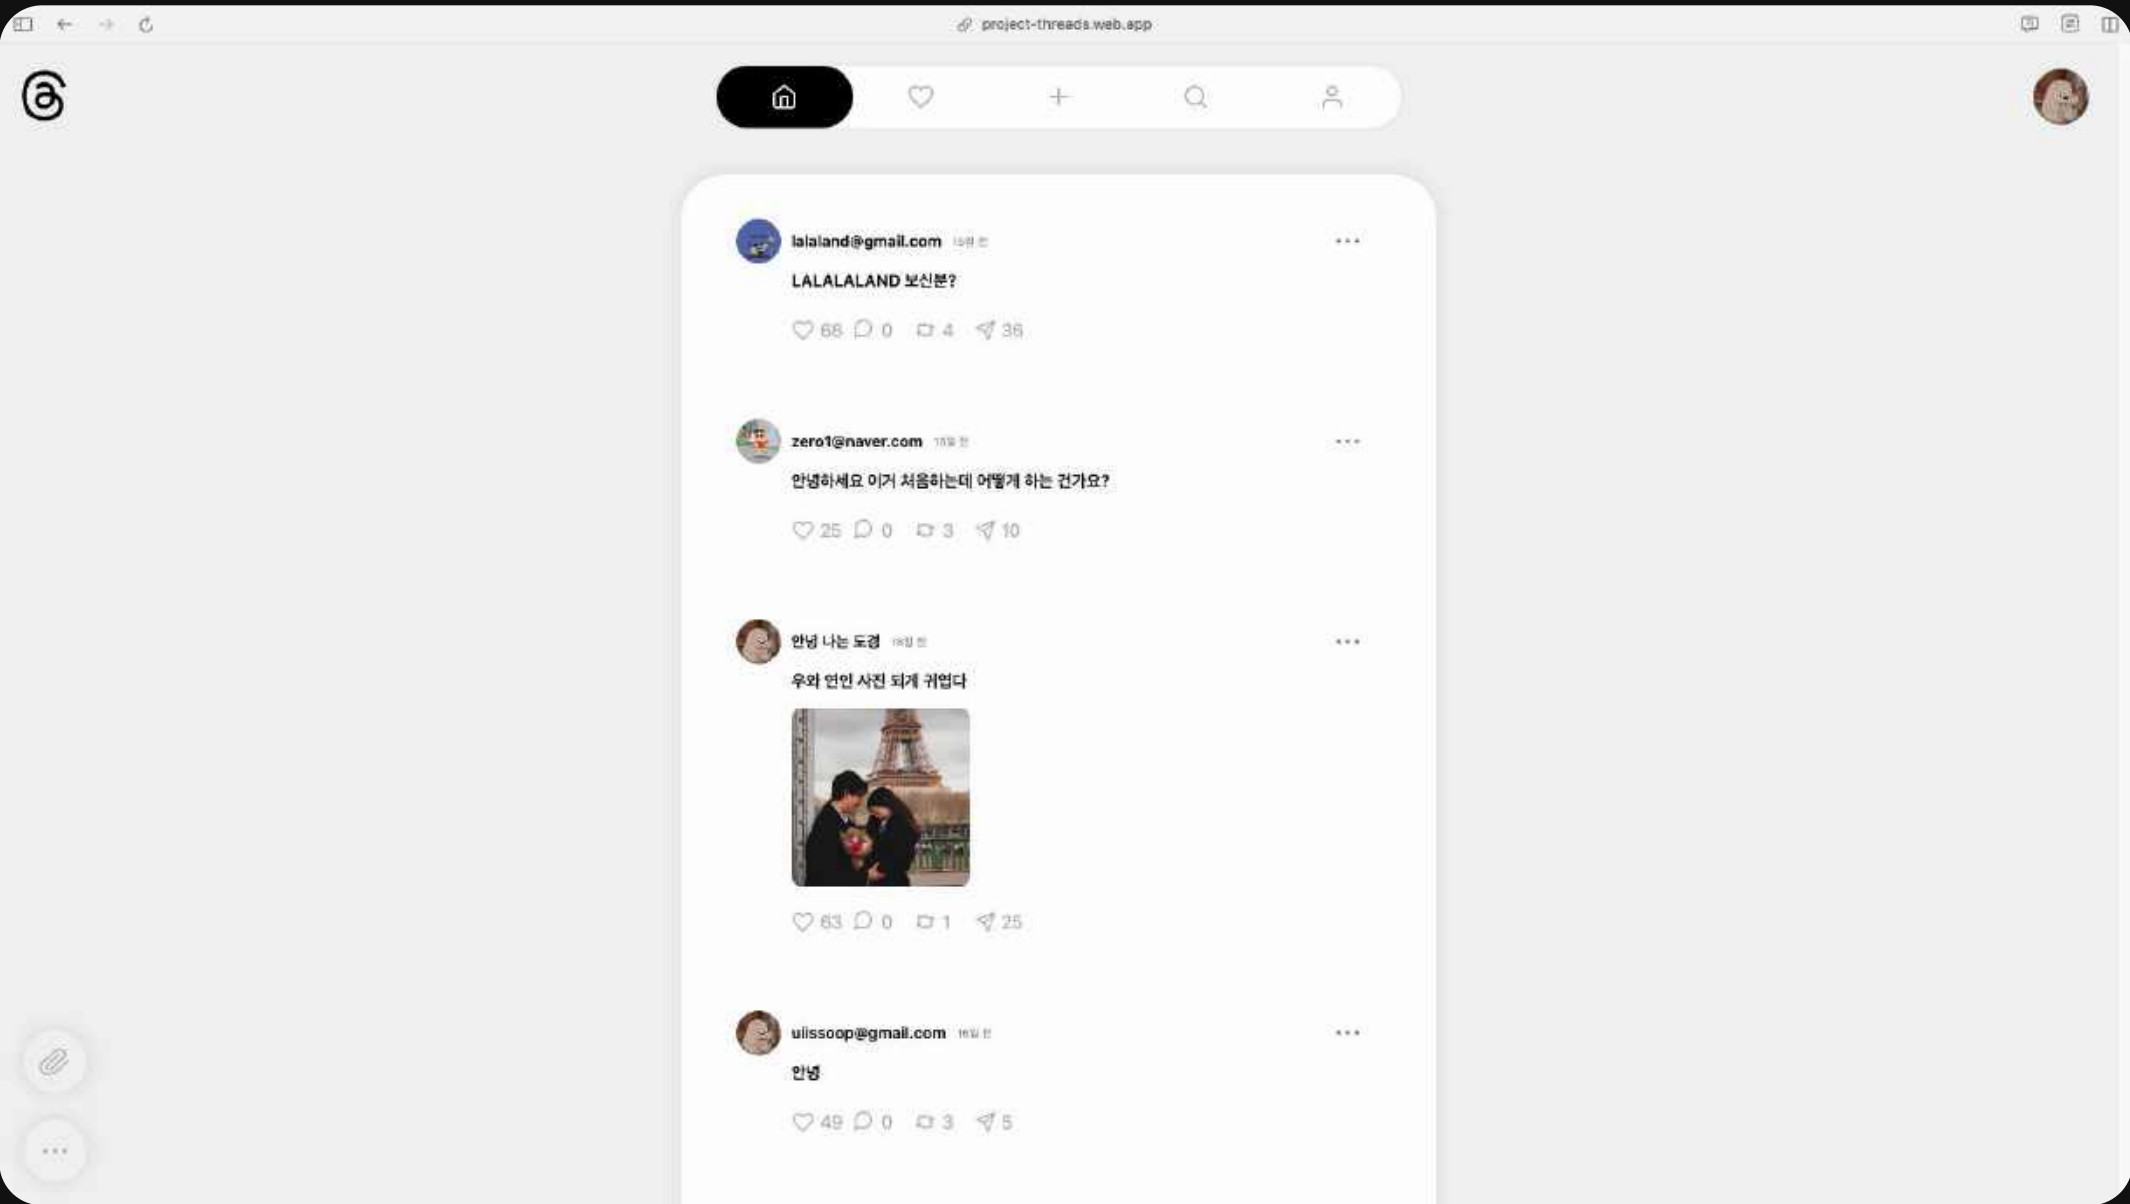 project-threads.web.app
lalaland@gmail.com
LALALALAND 보신분?
68 0 4 36
zero1@naver.com
안녕하세요 이거 처음하는데 어떻게 하는 건가요?
25 0 3 10
안녕 나는 도경
우와 연인 사진 되게 귀엽다
63 0 1 25
ulissoop@gmail.com
안녕
49 0 3 5